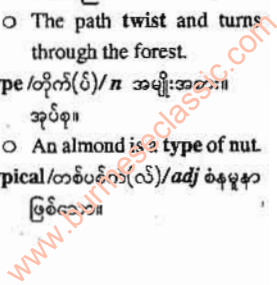 ○ The path twist and turns
through the forest.
pe /တိုက်(ပ်)/ n အမျိုးအစား။
အုပ်စု။
○ An almond is a type of nut.
pical /တစ်ပစ်က(လ်)/adj စံနမူနာ
ဖြစ်သော။
www.burmeseclassic.com